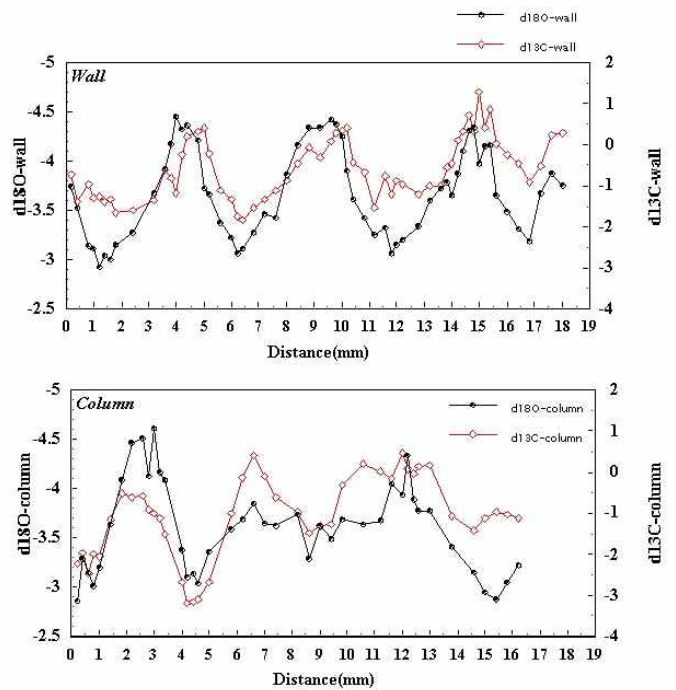 d18O-wall
d13C-wall
Wall
-5
-4.5
-4
-3.5
-3
-2.5
d18O-wall
2
1
0
-1
-2
-3
-4
d13C-wall
0 1 2 3 4 5 6 7 8 9 10 11 12 13 14 15 16 17 18 19
Distance(mm)
Column
d18O-column
d13C-column
-5
-4.5
-4
-3.5
-3
-2.5
d18O-column
2
1
0
-1
-2
-3
-4
d13C-column
0 1 2 3 4 5 6 7 8 9 10 11 12 13 14 15 16 17 18 19
Distance(mm)